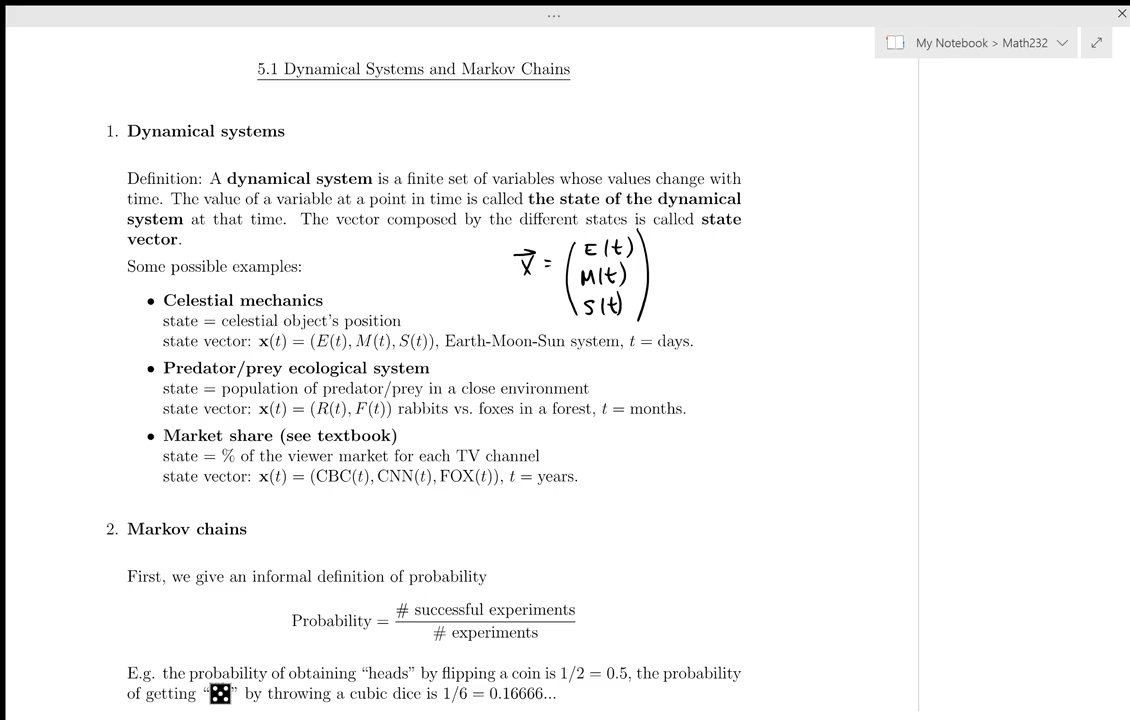 ...
My Notebook > Math232
5.1 Dynamical Systems and Markov Chains
1. Dynamical systems
Definition: A dynamical system is a finite set of variables whose values change with
time. The value of a variable at a point in time is called the state of the dynamical
system at that time. The vector composed by the different states is called state
vector.
Some possible examples:
x⃗ = (E(t)
M(t)
S(t))
• Celestial mechanics
state = celestial object's position
state vector: x(t) = (E(t), M(t), S(t)), Earth-Moon-Sun system, t = days.
• Predator/prey ecological system
state = population of predator/prey in a close environment
state vector: x(t) = (R(t), F(t)) rabbits vs. foxes in a forest, t = months.
• Market share (see textbook)
state = % of the viewer market for each TV channel
state vector: x(t) = (CBC(t), CNN(t), FOX(t)), t = years.
2. Markov chains
First, we give an informal definition of probability
Probability = # successful experiments
# experiments
E.g. the probability of obtaining “heads” by flipping a coin is 1/2 = 0.5, the probability
of getting “⚄” by throwing a cubic dice is 1/6 = 0.16666...